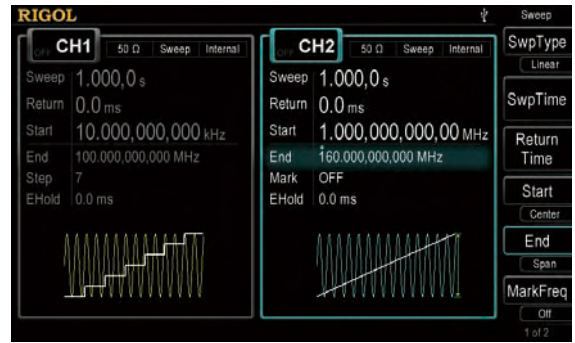 RIGOL
Sweep
OFF CH1 50 Ω Sweep Internal
Sweep 1.000,0 s
Return 0.0 ms
Start 10.000,000,000 kHz
End 100.000,000,000 MHz
Step 7
EHold 0.0 ms
OFF CH2 50 Ω Sweep Internal
Sweep 1.000,0 s
Return 0.0 ms
Start 1.000,000,000,00 MHz
End 160.000,000,000 MHz
Mark OFF
EHold 0.0 ms
SwpType
Linear
SwpTime
Return
Time
Start
Center
End
Span
MarkFreq
Off
1 of 2